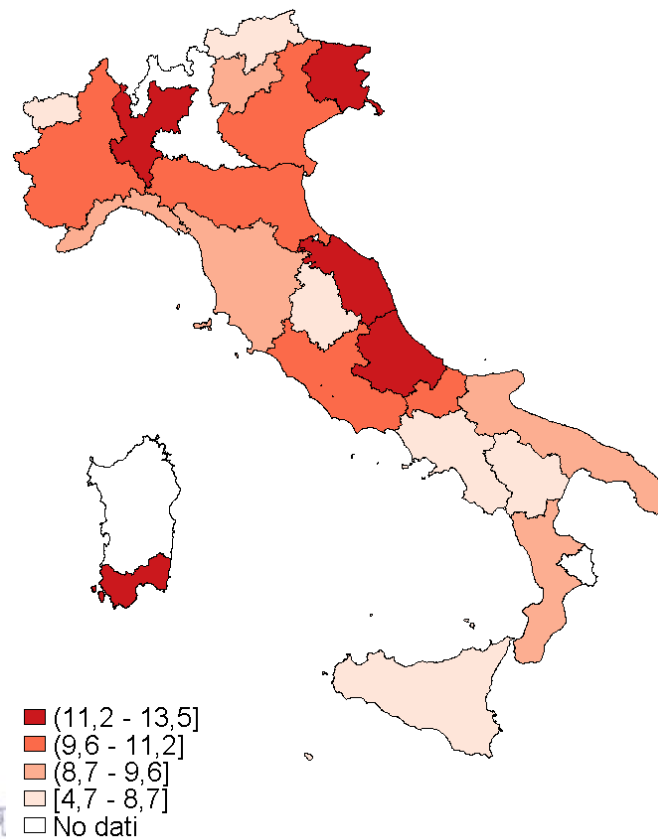 (11,2 - 13,5]
(9,6 - 11,2]
(8,7 - 9,6]
[4,7 - 8,7]
No dati